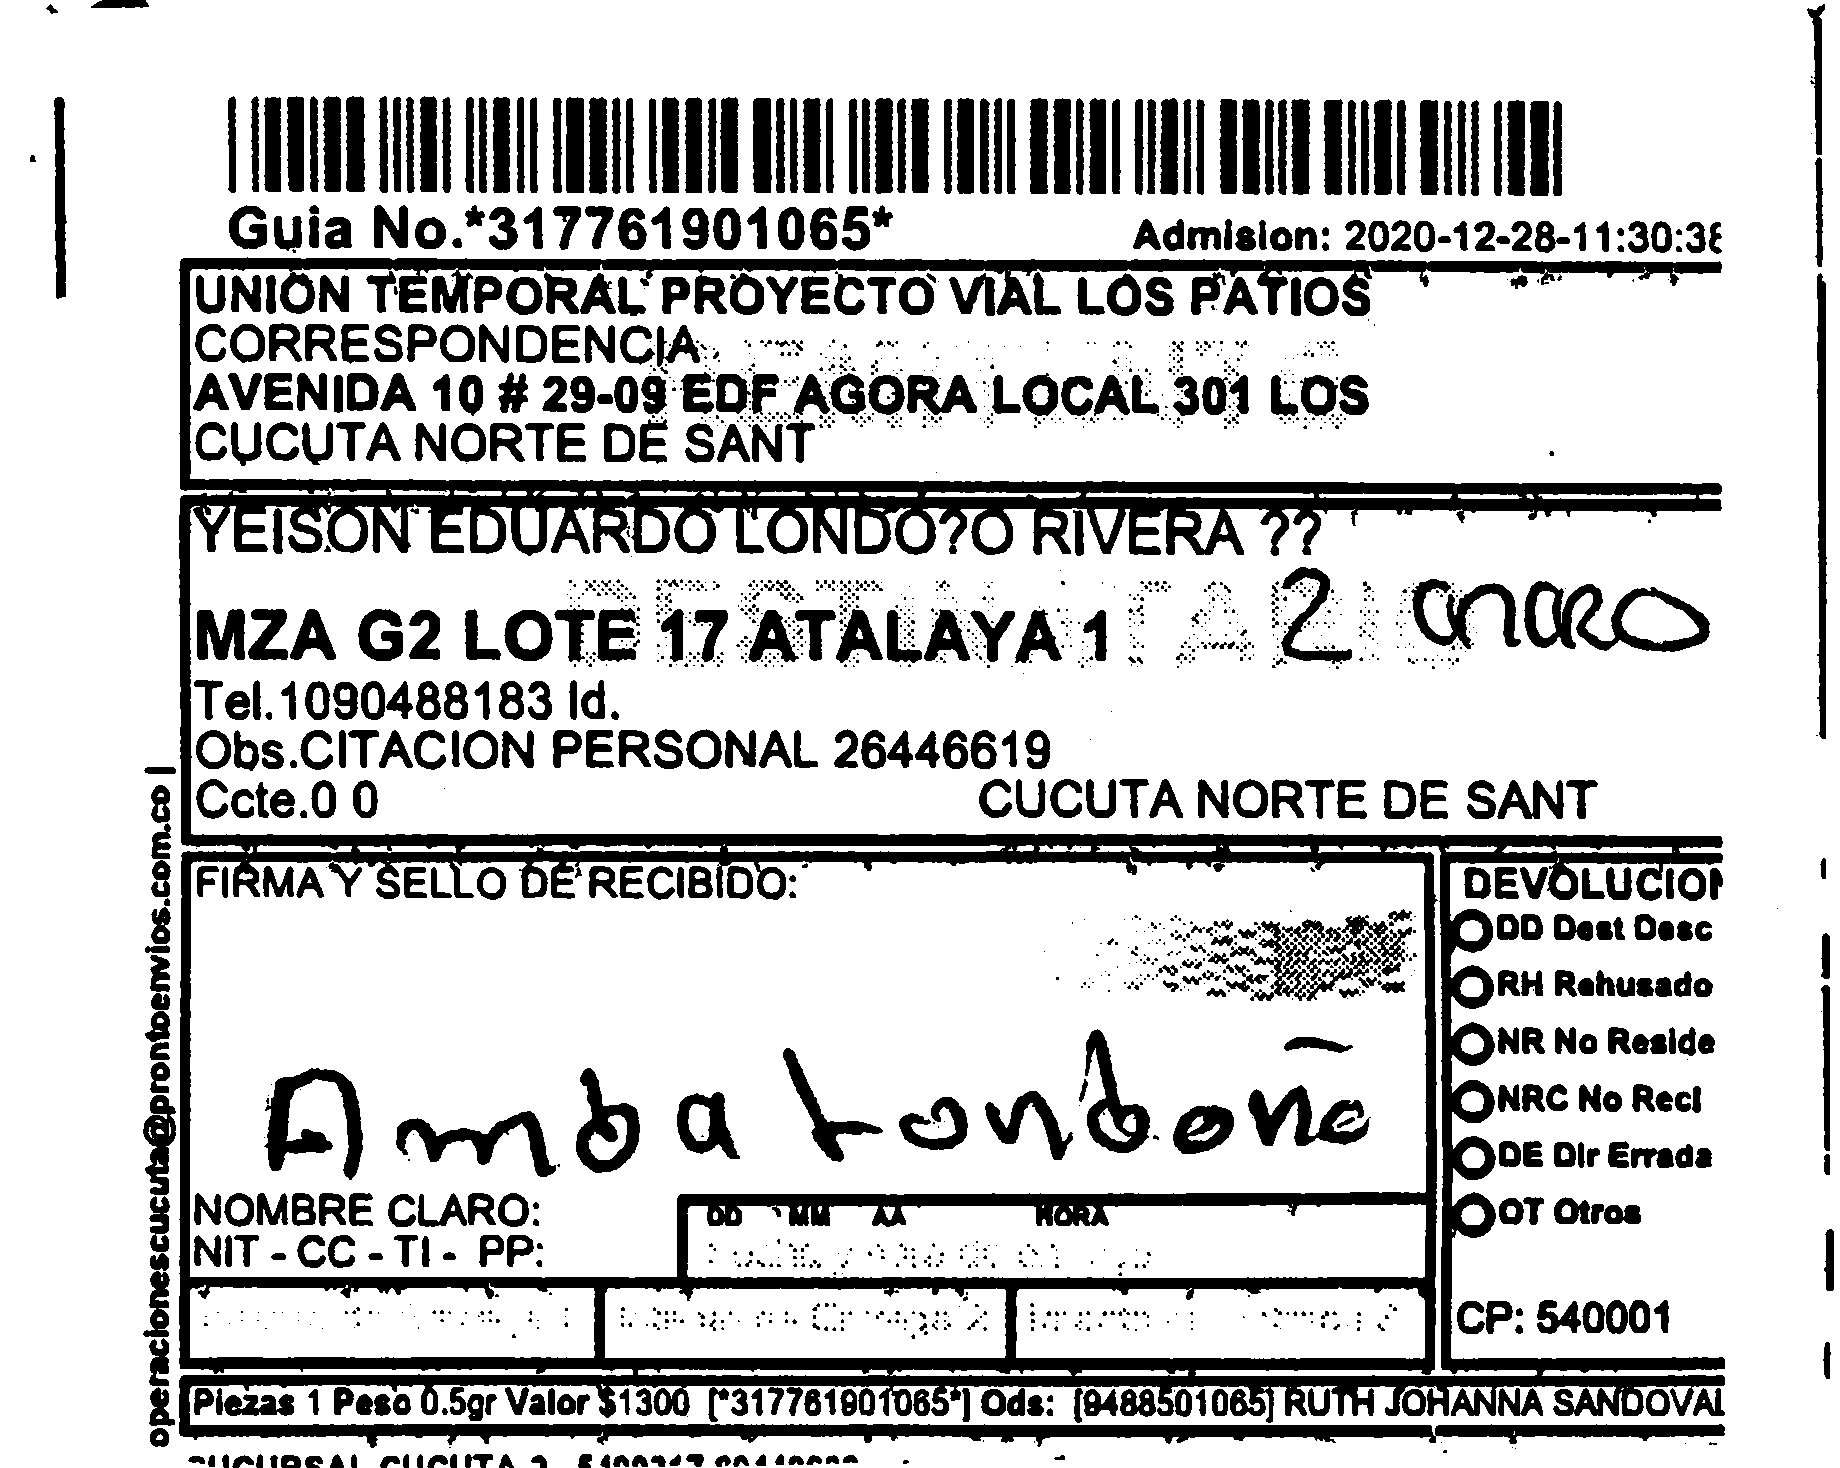 Guia No.*317761901065*
Admision: 2020-12-28-11:30:38
UNION TEMPORAL PROYECTO VIAL LOS PATIOS
CORRESPONDENCIA
AVENIDA 10 # 29-09 EDF AGORA LOCAL 301 LOS
CUCUTA NORTE DE SANT
YEISON EDUARDO LONDO?O RIVERA ??
DESTINATARIO
MZA G2 LOTE 17 ATALAYA 1 2
Tel.1090488183 Id.
Obs.CITACION PERSONAL 26446619
Ccte.0 0 CUCUTA NORTE DE SANT
operacionescucuta@prontoenvios.com.co |
FIRMA Y SELLO DE RECIBIDO:
Londoño
NOMBRE CLARO:
NIT - CC - TI - PP:
DD MM AA HORA
DEVOLUCION
DD Dest Desc
RH Rehusado
NR No Reside
NRC No Recl
DE Dir Errada
OT Otros
CP: 540001
Piezas 1 Peso 0.5gr Valor $1300 [*317761901065*] Ods: [9488501065] RUTH JOHANNA SANDOVAL